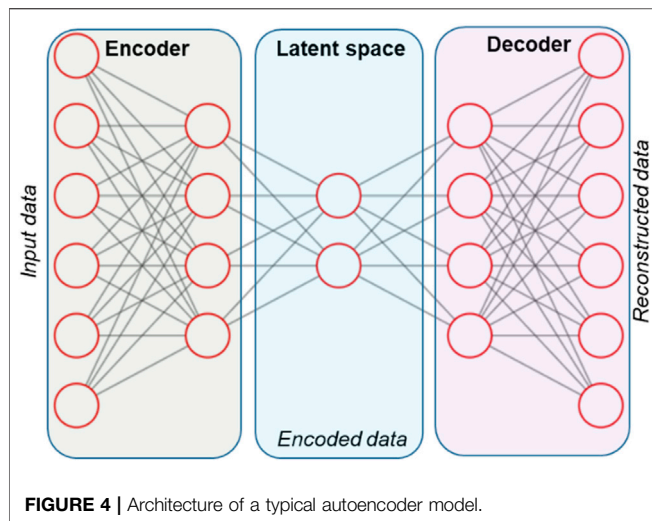 Encoder
Latent space
Decoder
Input data
Reconstructed data
Encoded data
FIGURE 4 | Architecture of a typical autoencoder model.